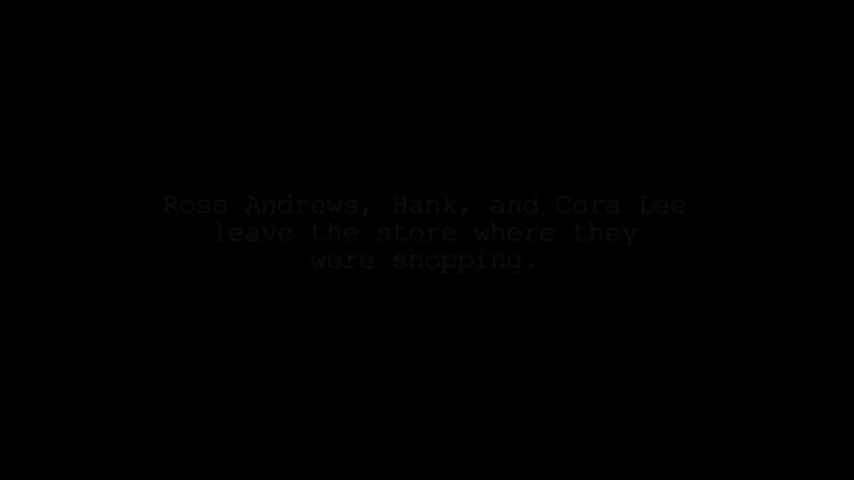 Ross Andrews, Hank, and Cora Lee
leave the store where they
were shopping.